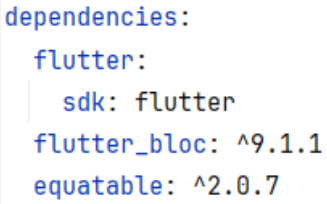 dependencies:
  flutter:
    sdk: flutter
  flutter_bloc: ^9.1.1
  equatable: ^2.0.7